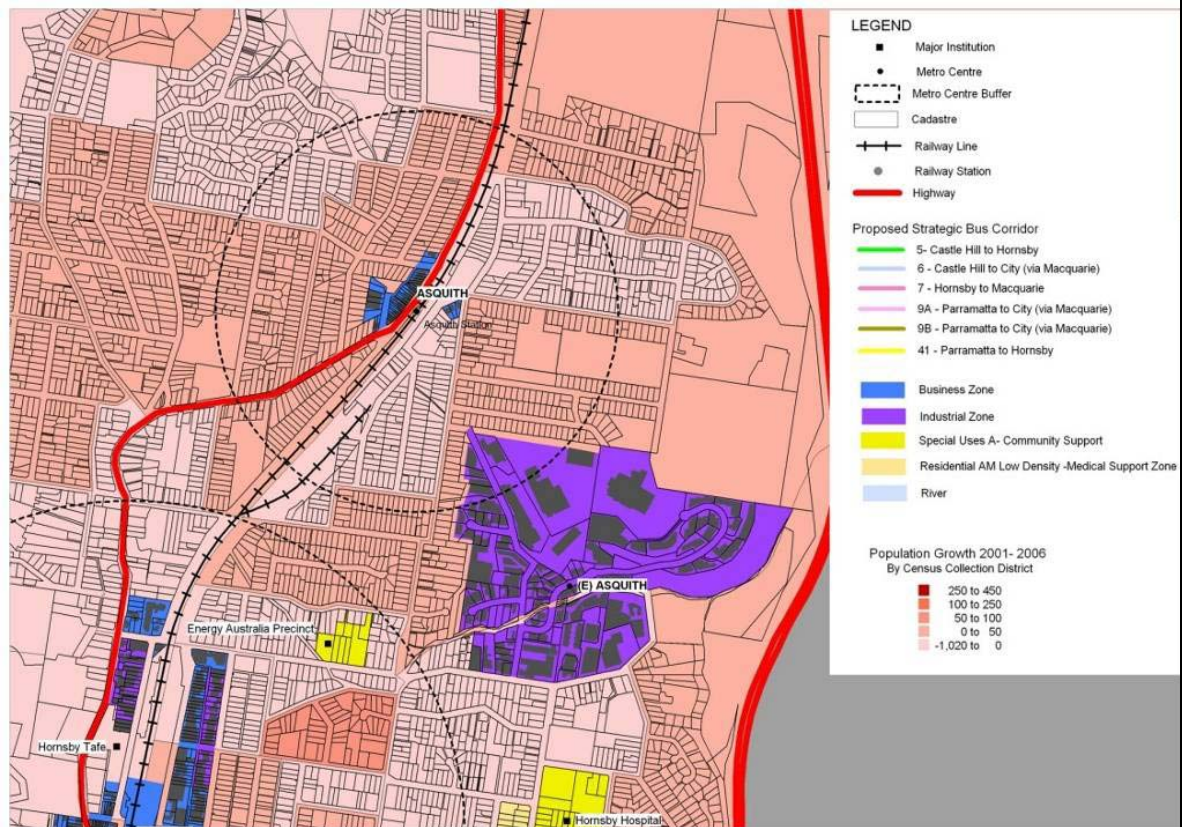 ASQUITH
Asquith Station
(E) ASQUITH
Energy Australia Precinct
Hornsby Tafe
Hornsby Hospital
LEGEND
Major Institution
Metro Centre
Metro Centre Buffer
Cadastre
Railway Line
Railway Station
Highway
Proposed Strategic Bus Corridor
5- Castle Hill to Hornsby
6 - Castle Hill to City (via Macquarie)
7 - Hornsby to Macquarie
9A - Parramatta to City (via Macquarie)
9B - Parramatta to City (via Macquarie)
41 - Parramatta to Hornsby
Business Zone
Industrial Zone
Special Uses A- Community Support
Residential AM Low Density -Medical Support Zone
River
Population Growth 2001- 2006
By Census Collection District
250 to 450
100 to 250
50 to 100
0 to 50
-1,020 to 0